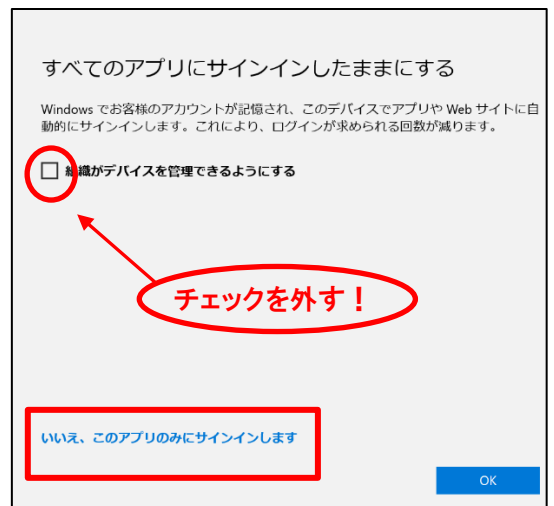 すべてのアプリにサインインしたままにする
Windows でお客様のアカウントが記憶され、このデバイスでアプリや Web サイトに自
動的にサインインします。これにより、ログインが求められる回数が減ります。
組織がデバイスを管理できるようにする
チェックを外す！
いいえ、このアプリのみにサインインします
OK